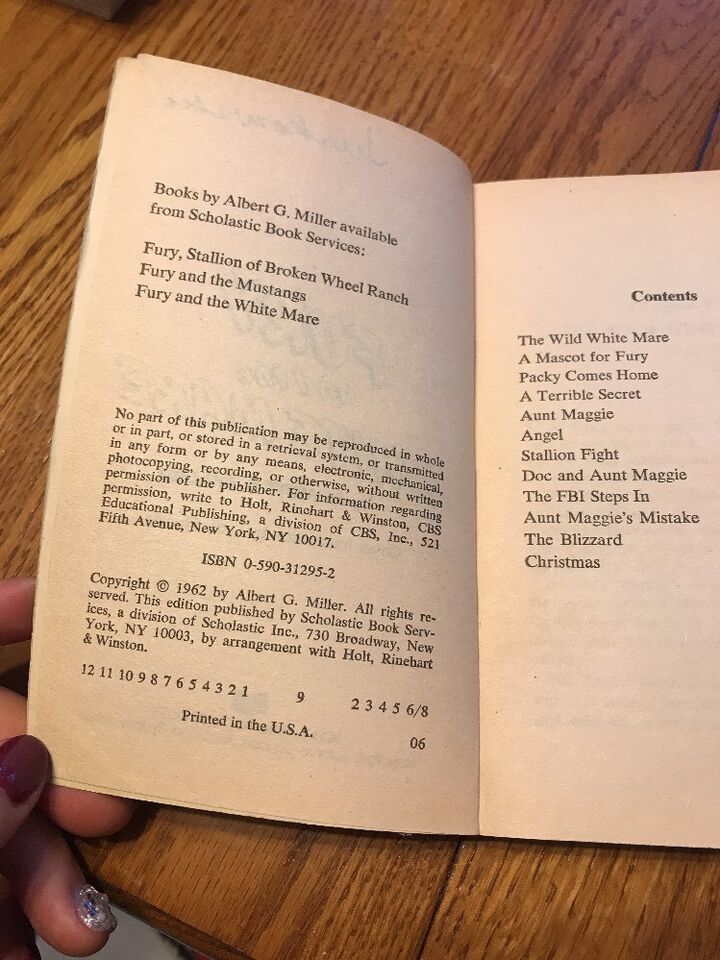 Books by Albert G. Miller available
from Scholastic Book Services:
Fury, Stallion of Broken Wheel Ranch
Fury and the Mustangs
Fury and the White Mare
No part of this publication may be reproduced in whole
or in part, or stored in a retrieval system, or transmitted
in any form or by any means, electronic, mechanical,
photocopying, recording, or otherwise, without written
permission of the publisher. For information regarding
permission, write to Holt, Rinehart & Winston, CBS
Educational Publishing, a division of CBS, Inc., 521
Fifth Avenue, New York, NY 10017.
ISBN 0-590-31295-2
Copyright © 1962 by Albert G. Miller. All rights re-
served. This edition published by Scholastic Book Serv-
ices, a division of Scholastic Inc., 730 Broadway, New
York, NY 10003, by arrangement with Holt, Rinehart
& Winston.
12 11 10 9 8 7 6 5 4 3 2 1 9 2 3 4 5 6/8
Printed in the U.S.A. 06
Contents
The Wild White Mare
A Mascot for Fury
Packy Comes Home
A Terrible Secret
Aunt Maggie
Angel
Stallion Fight
Doc and Aunt Maggie
The FBI Steps In
Aunt Maggie's Mistake
The Blizzard
Christmas